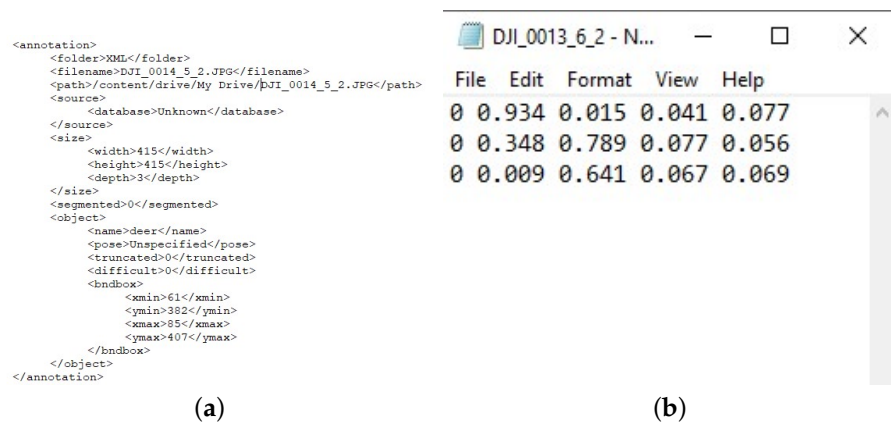 <annotation>
<folder>XML</folder>
<filename>DJI_0014_5_2.JPG</filename>
<path>/content/drive/My Drive/DJI_0014_5_2.JPG</path>
<source>
<database>Unknown</database>
</source>
<size>
<width>415</width>
<height>415</height>
<depth>3</depth>
</size>
<segmented>0</segmented>
<object>
<name>deer</name>
<pose>Unspecified</pose>
<truncated>0</truncated>
<difficult>0</difficult>
<bndbox>
<xmin>61</xmin>
<ymin>382</ymin>
<xmax>85</xmax>
<ymax>407</ymax>
</bndbox>
</object>
</annotation>
(a)
DJI_0013_6_2 - N...
File Edit Format View Help
0 0.934 0.015 0.041 0.077
0 0.348 0.789 0.077 0.056
0 0.009 0.641 0.067 0.069
(b)